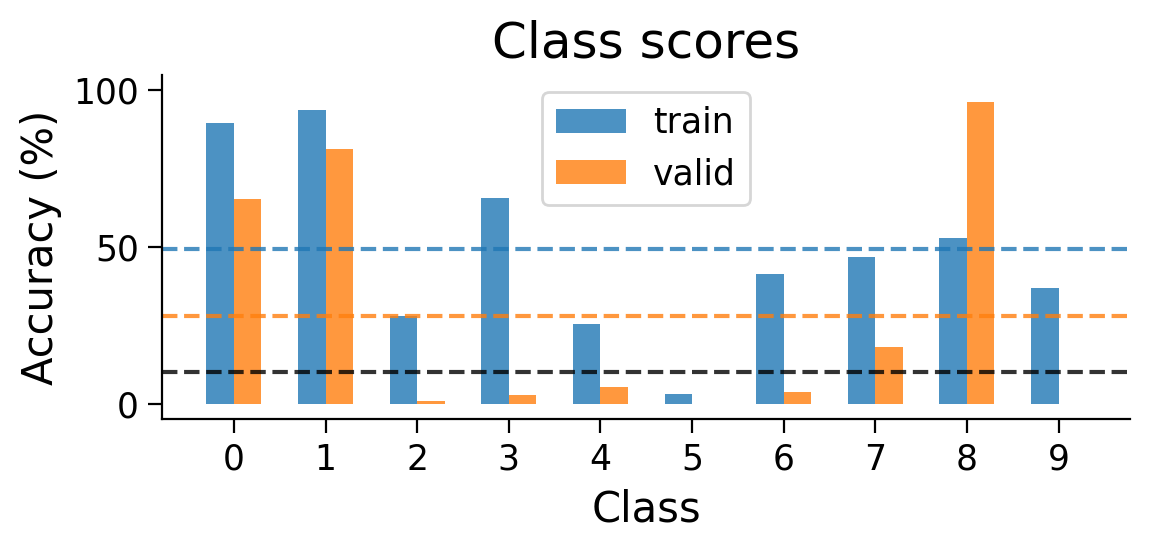 Class scores
Accuracy (%)
100
50
0
train
valid
0 1 2 3 4 5 6 7 8 9
Class